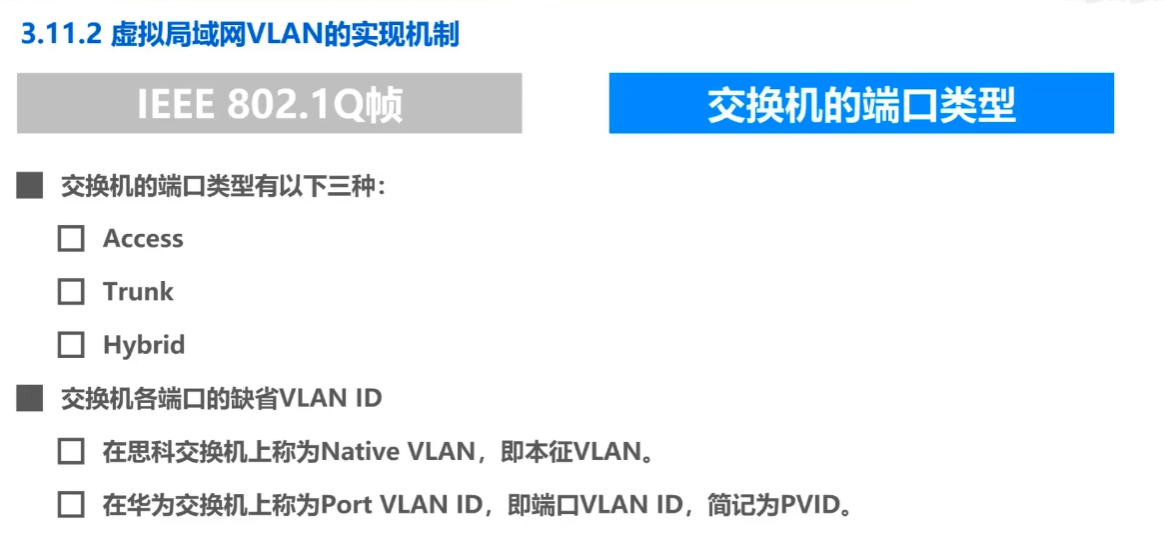 3.11.2 虚拟局域网VLAN的实现机制
IEEE 802.1Q帧
交换机的端口类型
交换机的端口类型有以下三种：
Access
Trunk
Hybrid
交换机各端口的缺省VLAN ID
在思科交换机上称为Native VLAN，即本征VLAN。
在华为交换机上称为Port VLAN ID，即端口VLAN ID，简记为PVID。